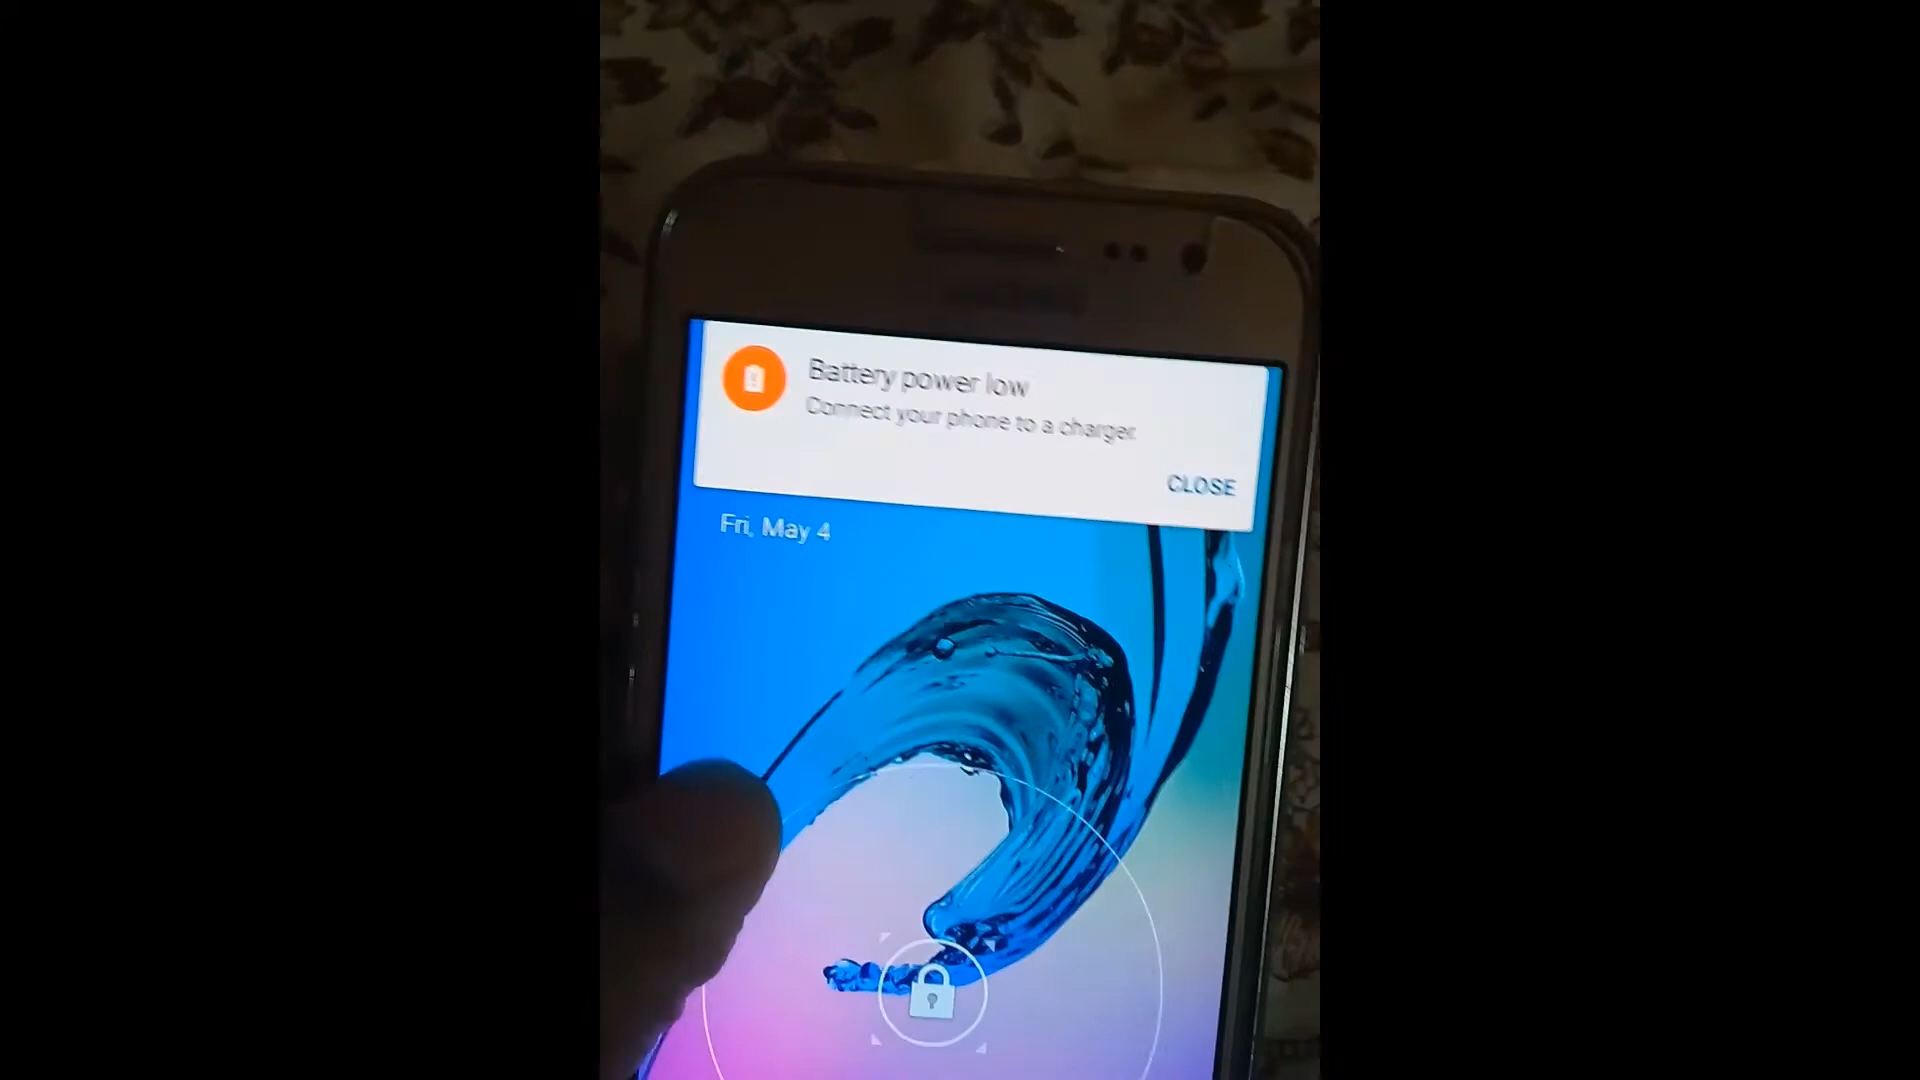 Battery power low
Connect your phone to a charger.
CLOSE
Fri, May 4